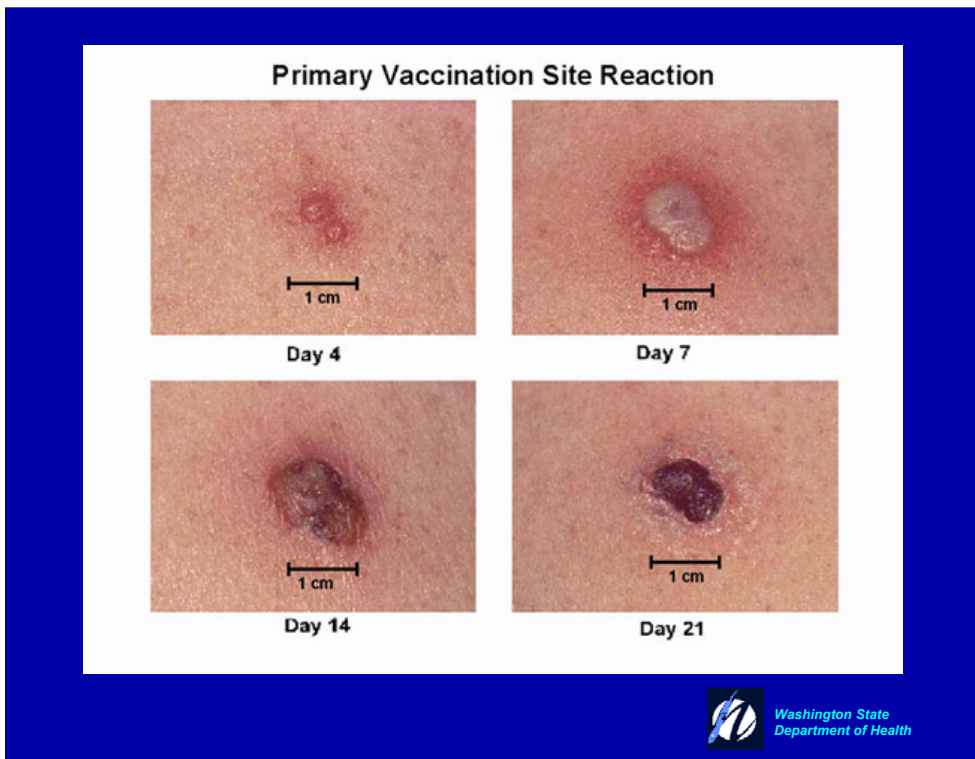 Primary Vaccination Site Reaction
1 cm
1 cm
Day 4
Day 7
1 cm
1 cm
Day 14
Day 21
Washington State
Department of Health